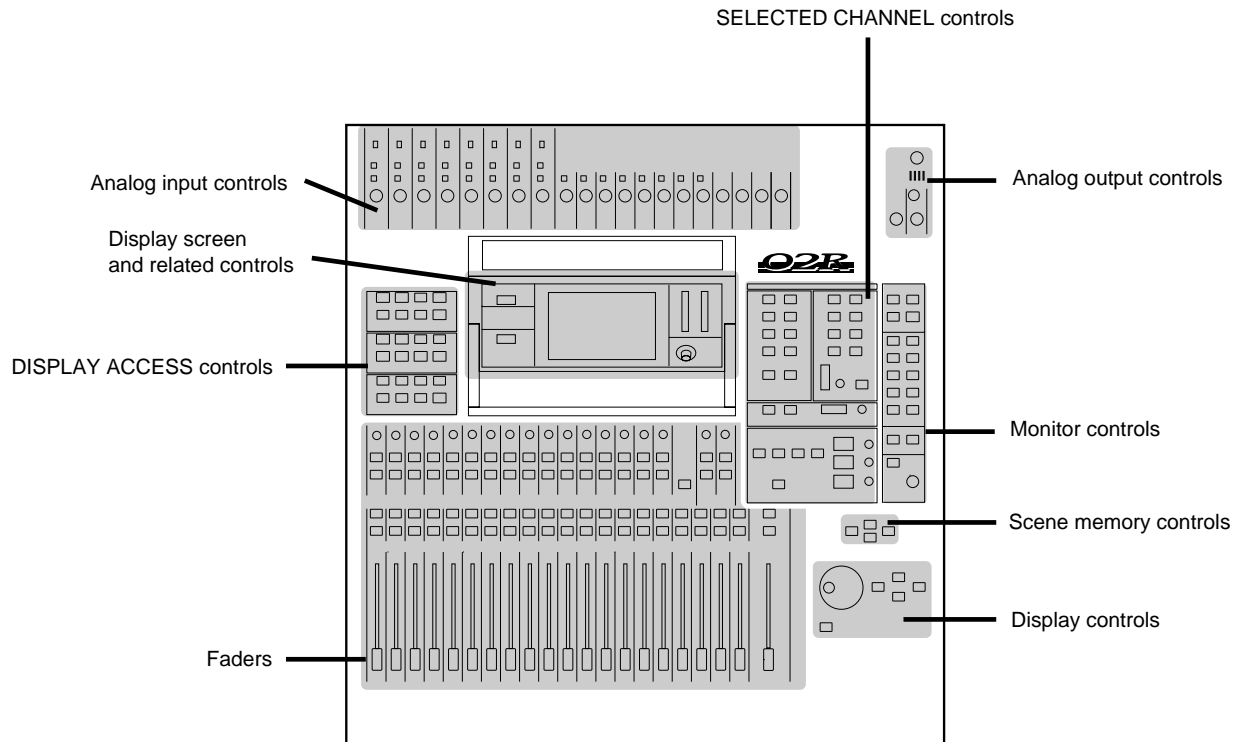 SELECTED CHANNEL controls
Analog input controls
Analog output controls
Display screen
and related controls
02R
DISPLAY ACCESS controls
Monitor controls
Scene memory controls
Display controls
Faders